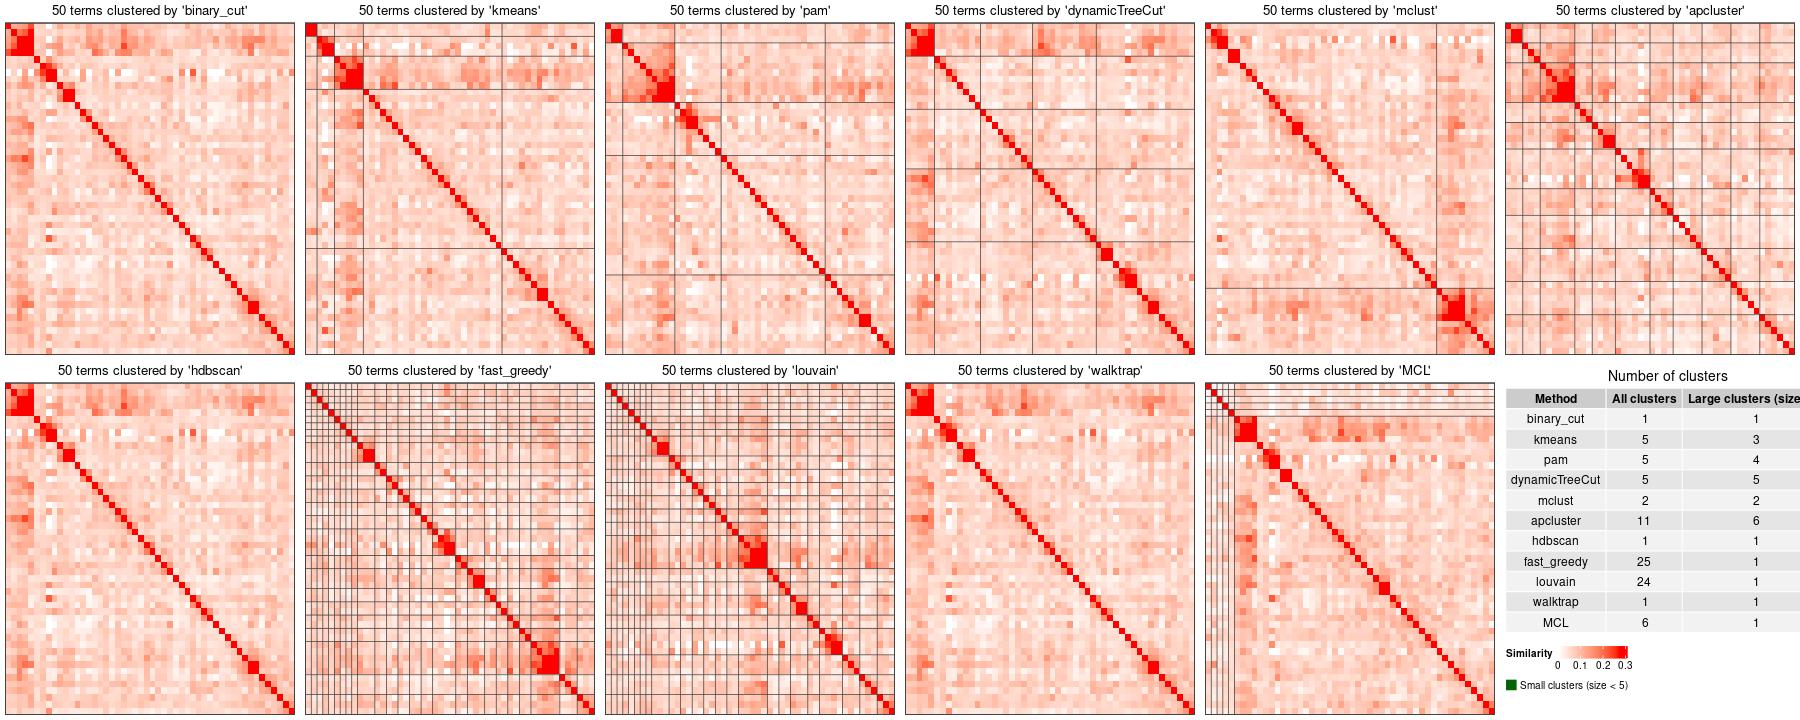 50 terms clustered by 'binary_cut'
50 terms clustered by 'kmeans'
50 terms clustered by 'pam'
50 terms clustered by 'dynamicTreeCut'
50 terms clustered by 'mclust'
50 terms clustered by 'apcluster'
50 terms clustered by 'hdbscan'
50 terms clustered by 'fast_greedy'
50 terms clustered by 'louvain'
50 terms clustered by 'walktrap'
50 terms clustered by 'MCL'
Number of clusters
Method All clusters Large clusters (size
binary_cut 1 1
kmeans 5 3
pam 5 4
dynamicTreeCut 5 5
mclust 2 2
apcluster 11 6
hdbscan 1 1
fast_greedy 25 1
louvain 24 1
walktrap 1 1
MCL 6 1
Similarity
0 0.1 0.2 0.3
Small clusters (size < 5)